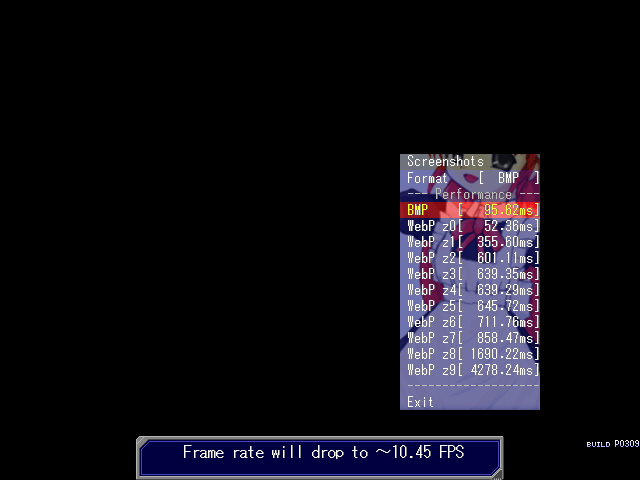 Screenshots
Format [ BMP ]
--- Performance ---
BMP [ 95.62ms]
WebP z0[ 52.36ms]
WebP z1[ 355.60ms]
WebP z2[ 601.11ms]
WebP z3[ 639.35ms]
WebP z4[ 639.29ms]
WebP z5[ 645.72ms]
WebP z6[ 711.76ms]
WebP z7[ 858.47ms]
WebP z8[ 1690.22ms]
WebP z9[ 4278.24ms]
-------------------
Exit
BUILD P0309
Frame rate will drop to ～10.45 FPS